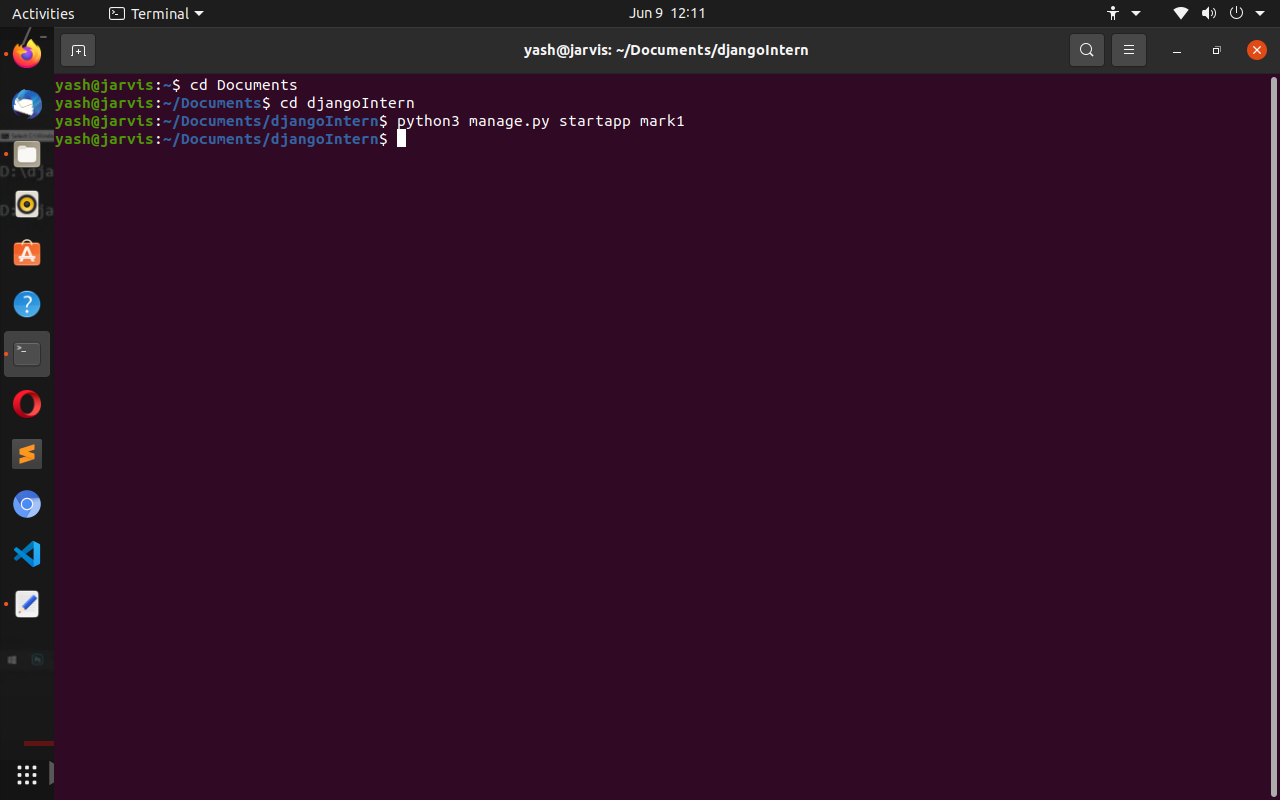 Activities
Terminal
Jun 9 12:11
yash@jarvis: ~/Documents/djangoIntern
yash@jarvis:~$ cd Documents
yash@jarvis:~/Documents$ cd djangoIntern
yash@jarvis:~/Documents/djangoIntern$ python3 manage.py startapp mark1
yash@jarvis:~/Documents/djangoIntern$
D:\dja